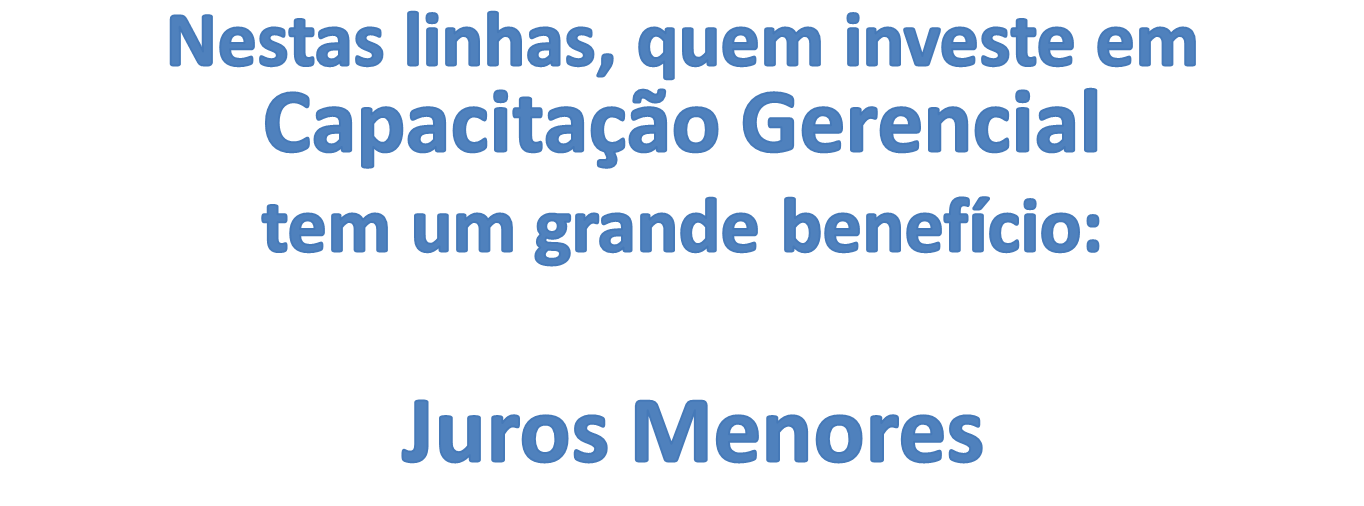 Nestas linhas, quem investe em
Capacitação Gerencial
tem um grande benefício:
Juros Menores